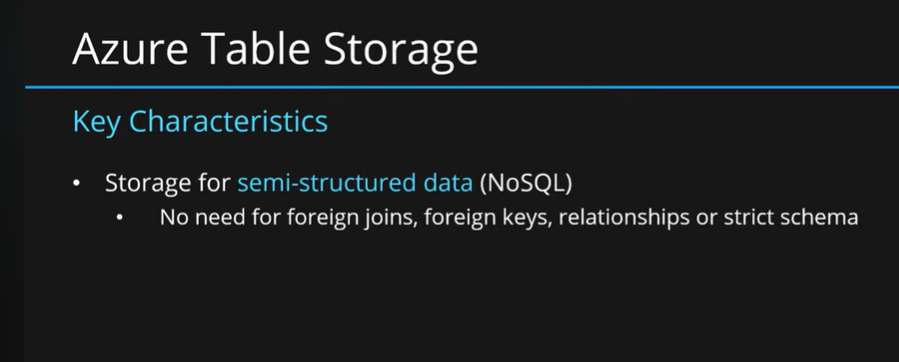 Azure Table Storage
Key Characteristics
• Storage for semi-structured data (NoSQL)
• No need for foreign joins, foreign keys, relationships or strict schema